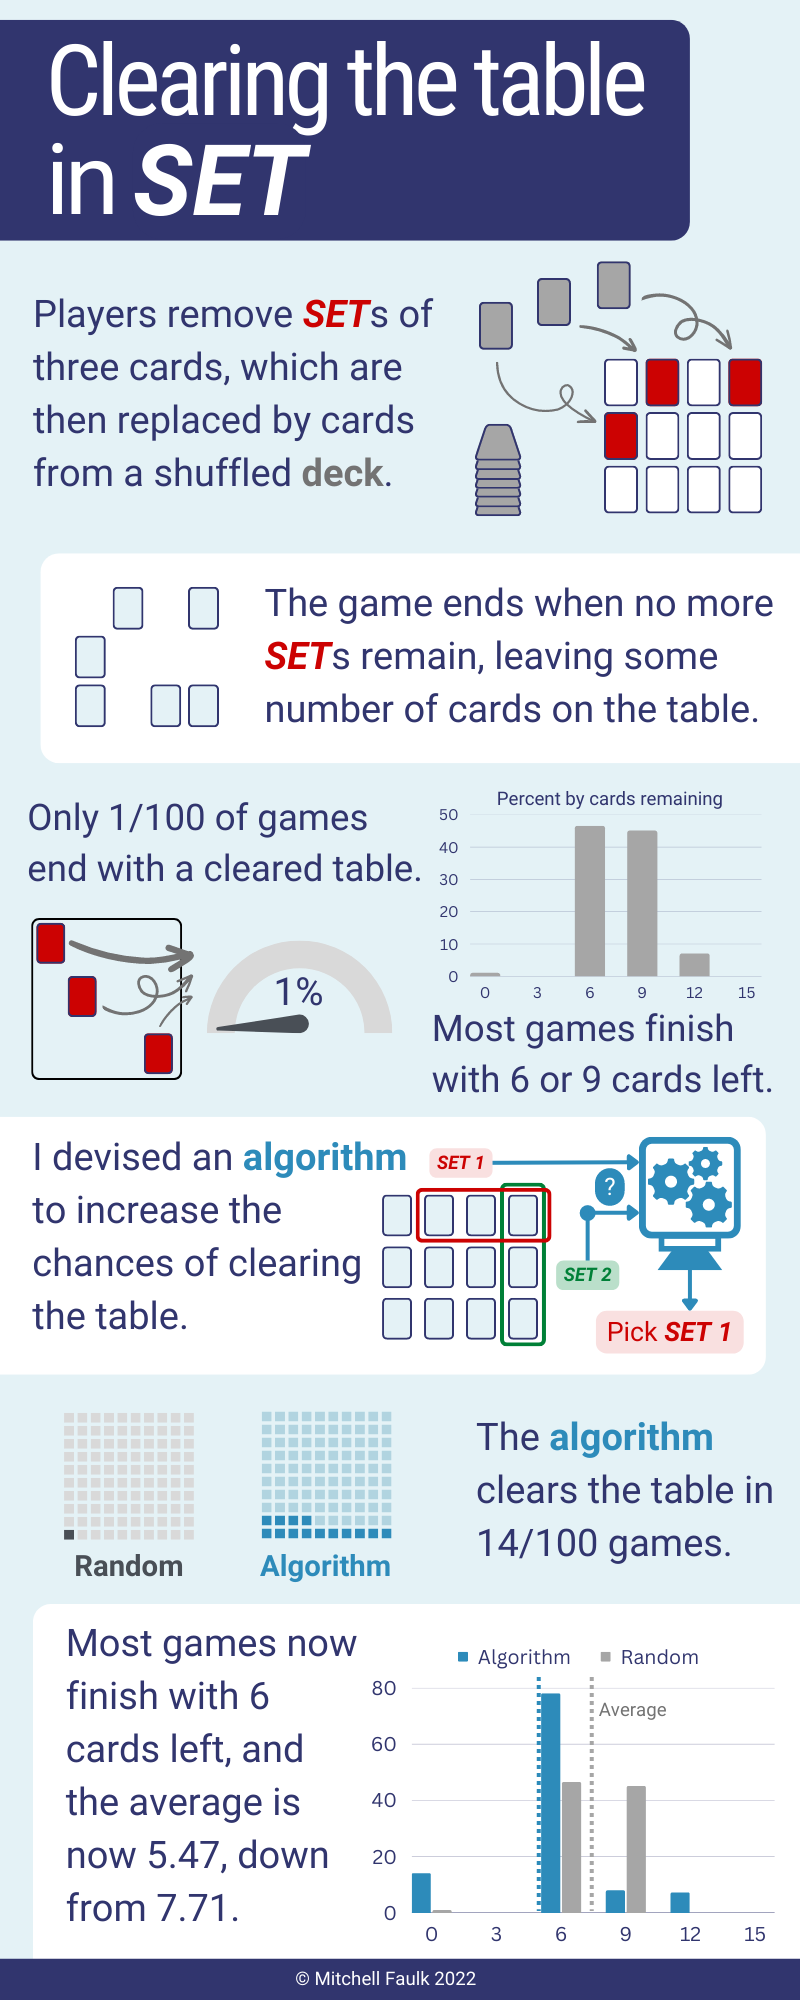 Clearing the table
in SET
Players remove SETs of
three cards, which are
then replaced by cards
from a shuffled deck.
The game ends when no more
SETs remain, leaving some
number of cards on the table.
Only 1/100 of games
end with a cleared table.
1%
Percent by cards remaining
50
40
30
20
10
0
0 3 6 9 12 15
Most games finish
with 6 or 9 cards left.
I devised an algorithm
to increase the
chances of clearing
the table.
SET 1
?
SET 2
Pick SET 1
Random
Algorithm
The algorithm
clears the table in
14/100 games.
Most games now
finish with 6
cards left, and
the average is
now 5.47, down
from 7.71.
Algorithm Random
Average
80
60
40
20
0
0 3 6 9 12 15
© Mitchell Faulk 2022